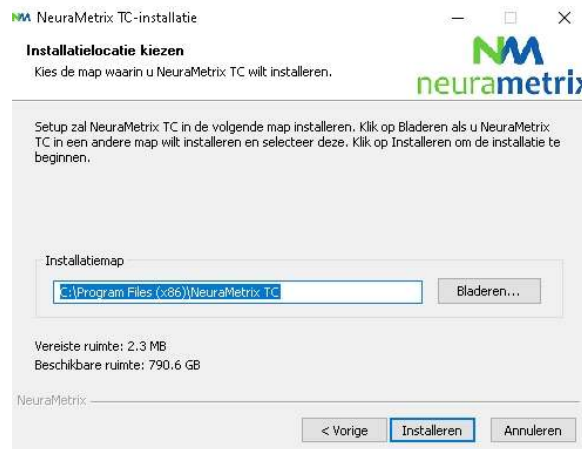 NM NeuraMetrix TC-installatie
Installatielocatie kiezen
Kies de map waarin u NeuraMetrix TC wilt installeren.
NM
neurametrix
Setup zal NeuraMetrix TC in de volgende map installeren. Klik op Bladeren als u NeuraMetrix
TC in een andere map wilt installeren en selecteer deze. Klik op Installeren om de installatie te
beginnen.
Installatiemap
C:\Program Files (x86)\NeuraMetrix TC
Bladeren...
Vereiste ruimte: 2.3 MB
Beschikbare ruimte: 790.6 GB
NeuraMetrix
< Vorige
Installeren
Annuleren